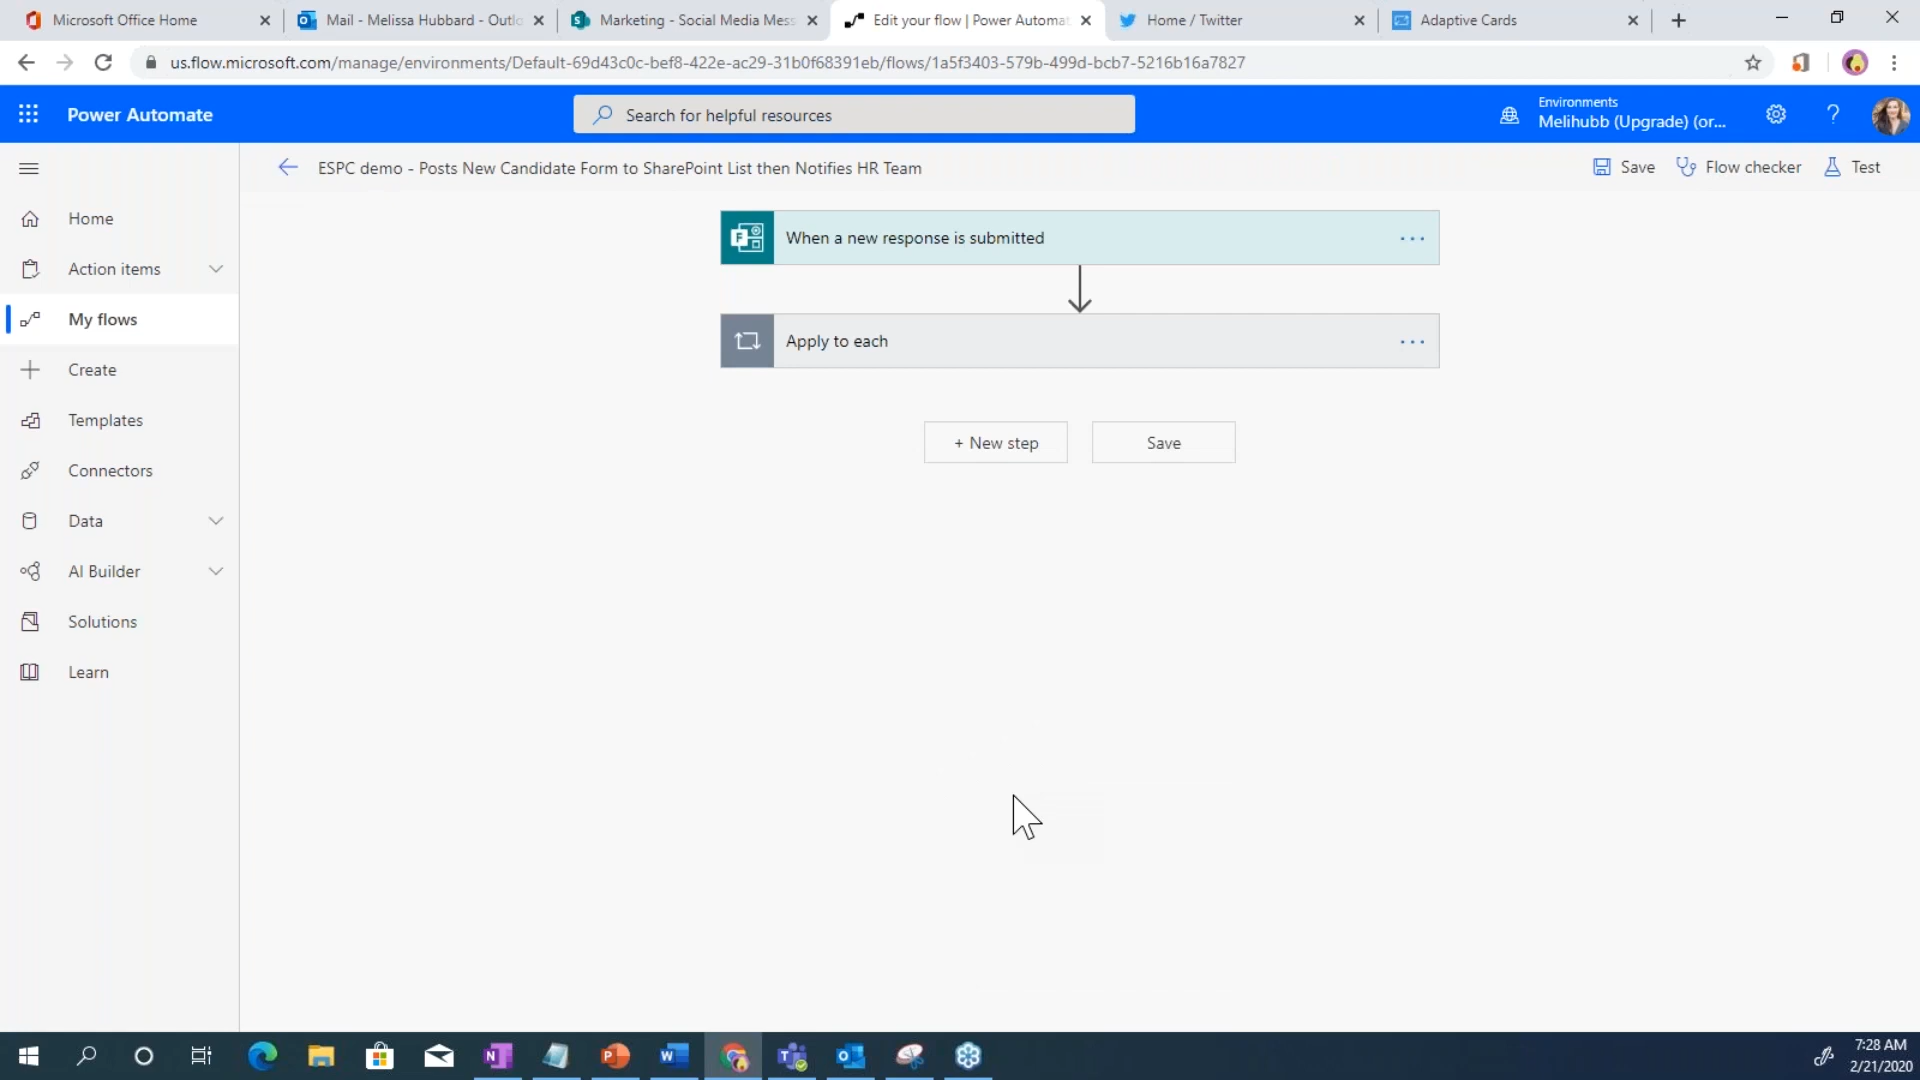 Microsoft Office Home
Mail - Melissa Hubbard - Outlo
Marketing - Social Media Mess
Edit your flow | Power Automat
Home / Twitter
Adaptive Cards
us.flow.microsoft.com/manage/environments/Default-69d43c0c-bef8-422e-ac29-31b0f68391eb/flows/1a5f3403-579b-499d-bcb7-5216b16a7827
Power Automate
Search for helpful resources
Environments
Melihubb (Upgrade) (or...
ESPC demo - Posts New Candidate Form to SharePoint List then Notifies HR Team
Save
Flow checker
Test
Home
Action items
My flows
Create
Templates
Connectors
Data
AI Builder
Solutions
Learn
When a new response is submitted
Apply to each
+ New step
Save
7:28 AM
2/21/2020